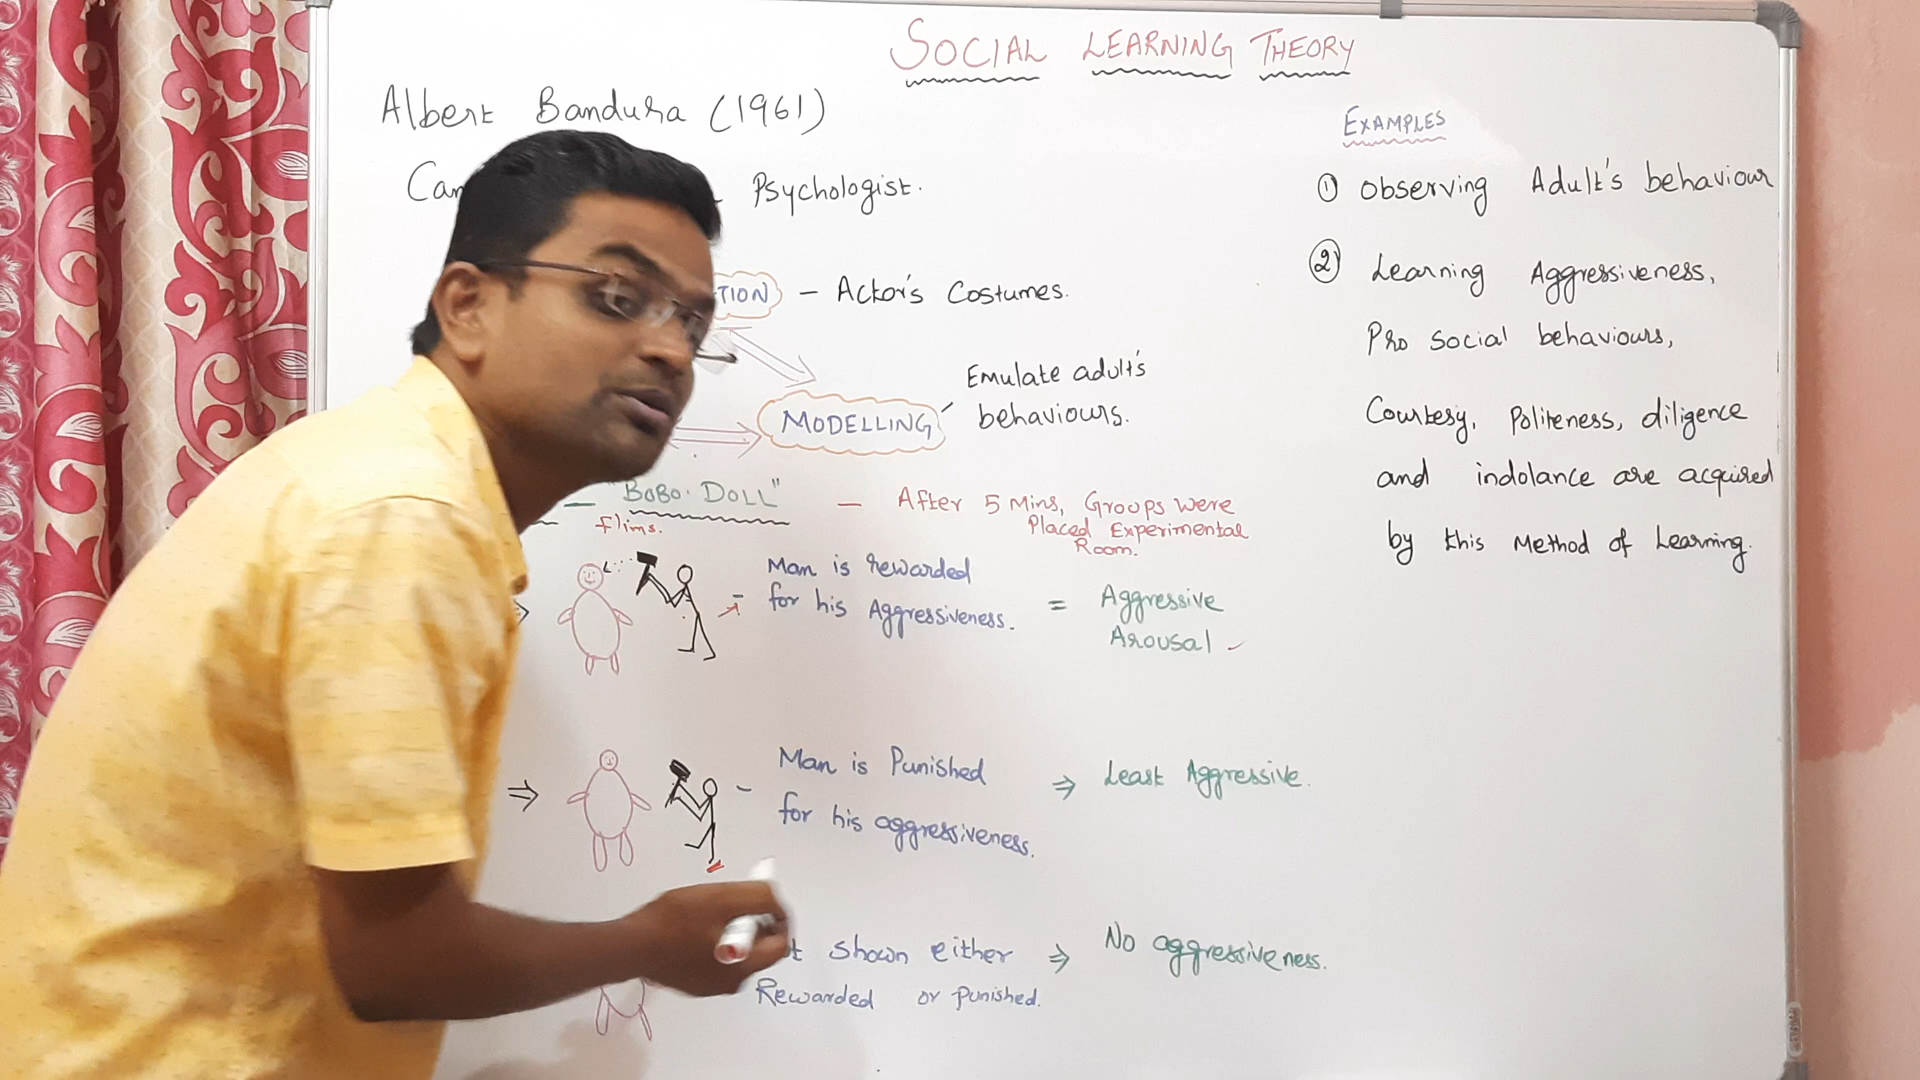 SOCIAL LEARNING THEORY
Albert Bandura (1961)
Psychologist.
- Actor's Costumes.
MODELLING
Emulate adult's
behaviours.
- "BOBO DOLL" - After 5 Mins, Groups were
Placed Experimental
Room.
flims.
Man is rewarded
for his Aggressiveness.
= Aggressive
Arousal
⇒ - Man is Punished
for his aggressiveness.
⇒ Least Aggressive.
shown either
Rewarded or punished.
⇒ No aggressiveness.
EXAMPLES
① Observing Adult's behaviour
② Learning Aggressiveness,
Pro social behaviours,
Courtesy, Politeness, diligence
and indolance are acquired
by this Method of Learning.